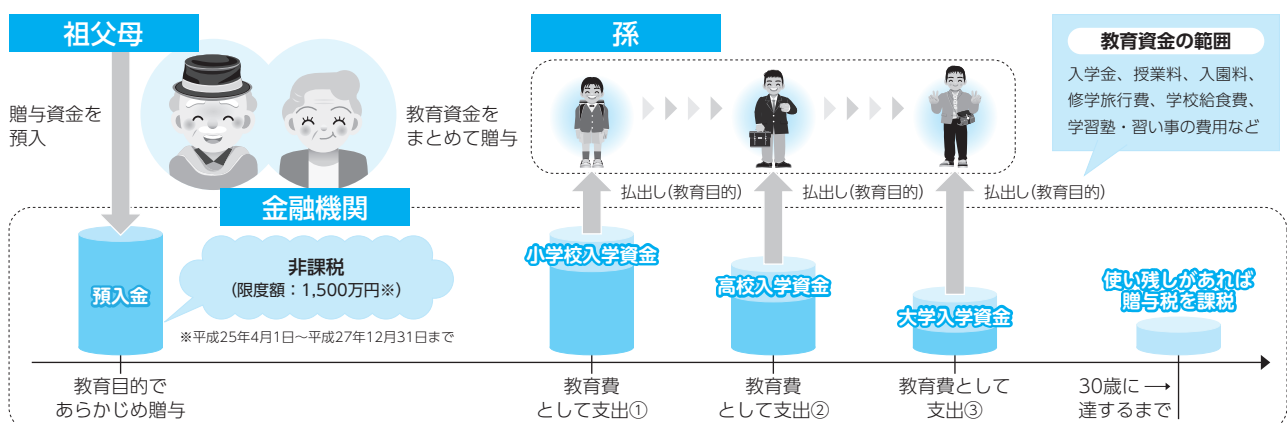 祖父母
贈与資金を
預入
教育資金を
まとめて贈与
孫
教育資金の範囲
入学金、授業料、入園料、
修学旅行費、学校給食費、
学習塾・習い事の費用など
払出し(教育目的)
払出し(教育目的)
払出し(教育目的)
金融機関
預入金
非課税
(限度額：1,500万円※)
※平成25年4月1日～平成27年12月31日まで
小学校入学資金
高校入学資金
大学入学資金
使い残しがあれば
贈与税を課税
教育目的で
あらかじめ贈与
教育費
として支出①
教育費
として支出②
教育費として
支出③
30歳に→
達するまで